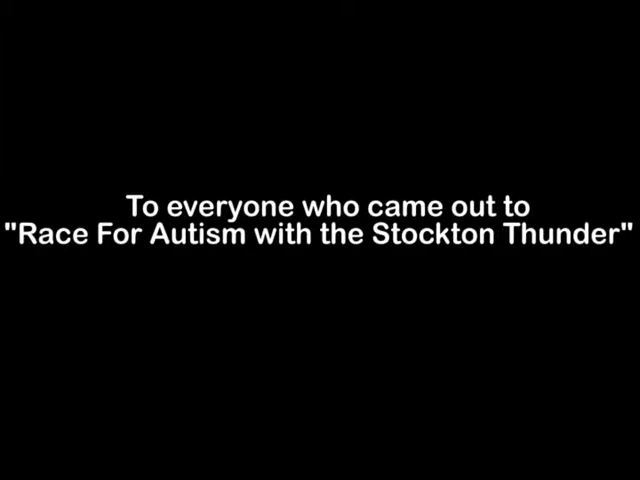 To everyone who came out to
"Race For Autism with the Stockton Thunder"